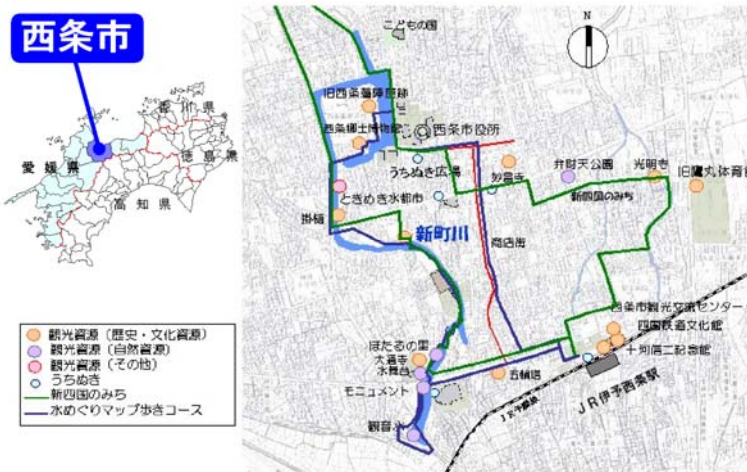 西条市
香川県
愛媛県
徳島県
高知県
観光資源（歴史・文化資源）
観光資源（自然資源）
観光資源（その他）
うちぬき
新四国のみち
水めぐりマップ歩きコース
N
こどもの国
旧西条藩陣屋跡
西条郷土博物館
西条市役所
うちぬき広場
妙昌寺
弁財天公園
光明寺
旧鷹丸体育館
ときめき水都市
新四国のみち
掛樋
新町川
商店街
西条市観光交流センター
四国鉄道文化館
十河信二記念館
ほたるの里
大通寺
水舞台
五輪塔
モニュメント
JR予讃線
JR伊予西条駅
観音水